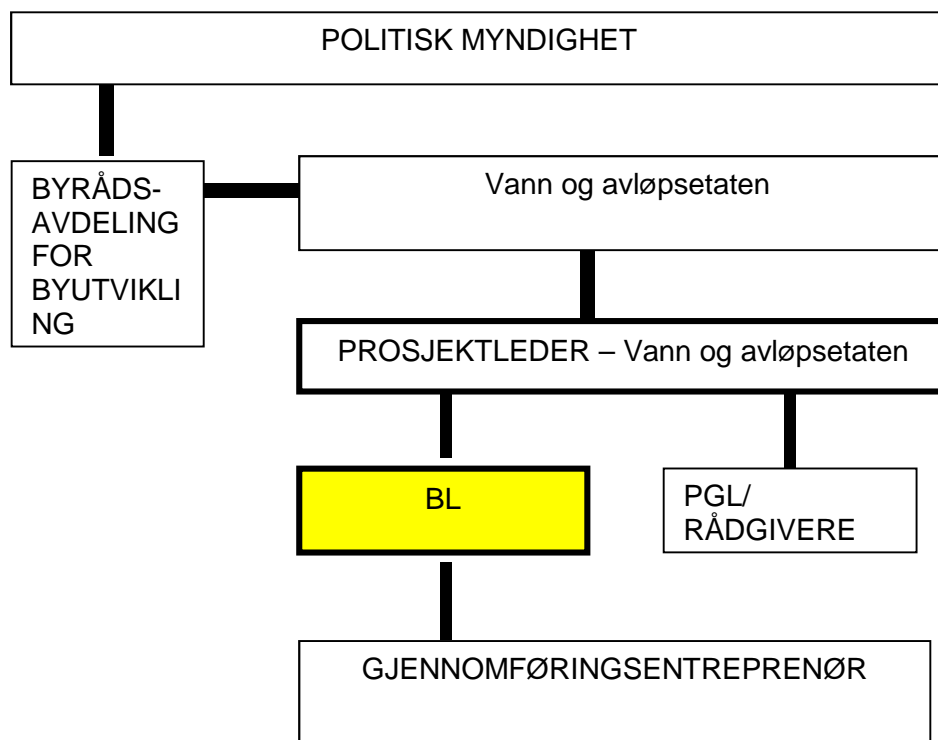 POLITISK MYNDIGHET
BYRÅDS-
AVDELING
FOR
BYUTVIKLI
NG
Vann og avløpsetaten
PROSJEKTLEDER – Vann og avløpsetaten
BL
PGL/
RÅDGIVERE
GJENNOMFØRINGSENTREPRENØR